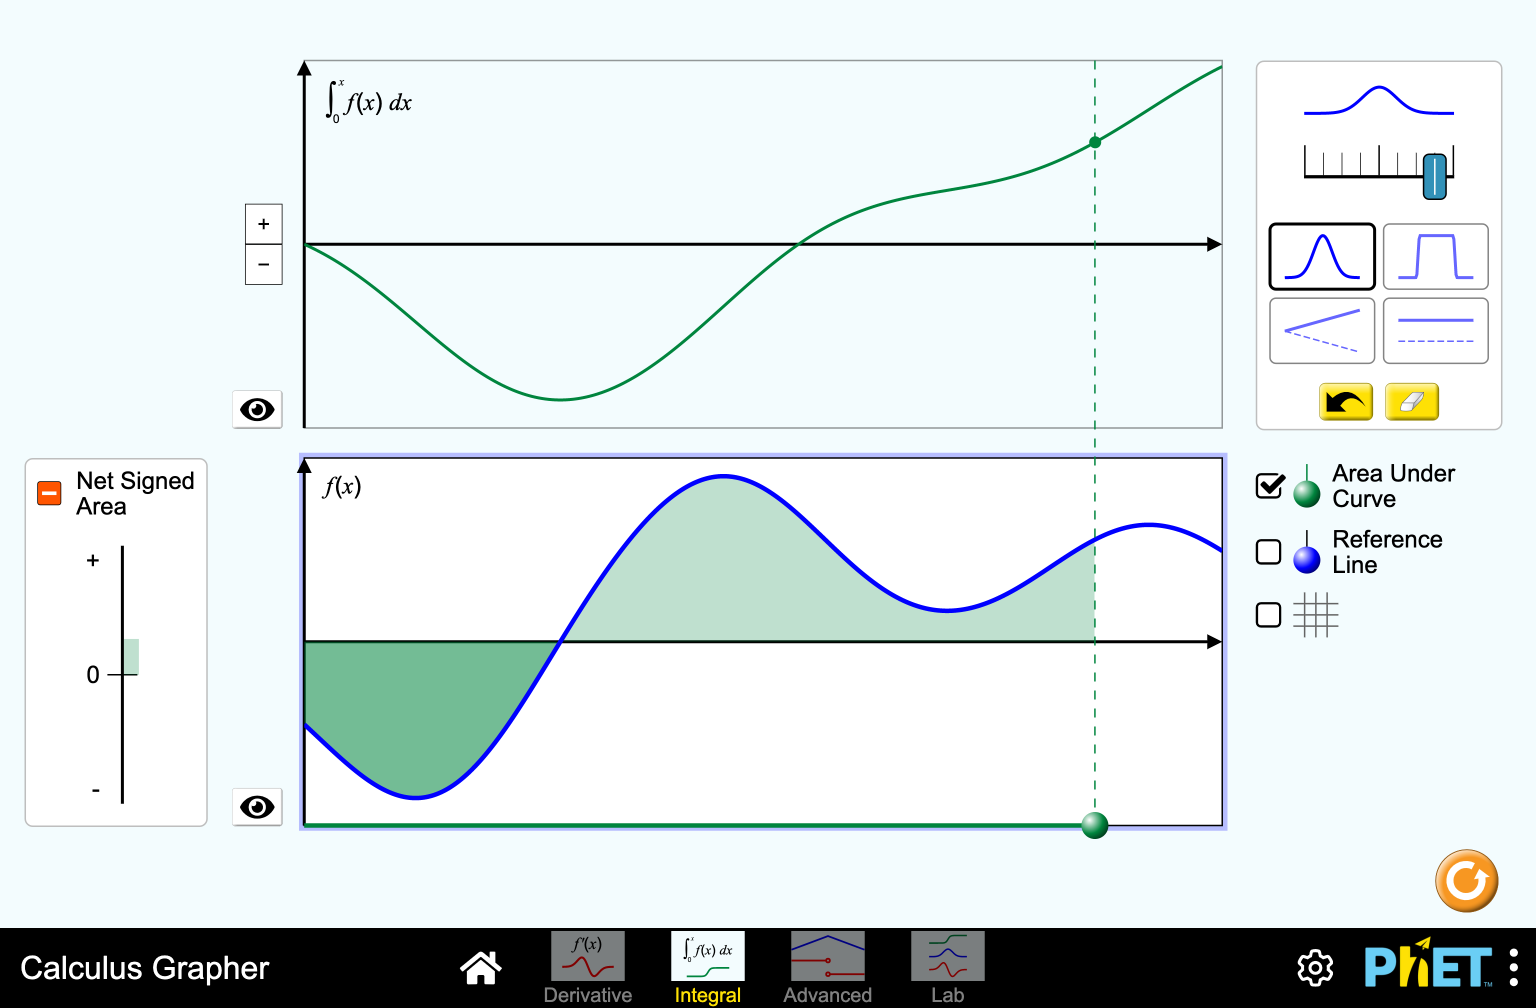 ∫₀ˣ f(x) dx
+
−
f(x)
Net Signed
Area
+
0
-
Area Under
Curve
Reference
Line
Calculus Grapher
f′(x)
Derivative
∫₀ˣ f(x) dx
Integral
Advanced
Lab
PhET™